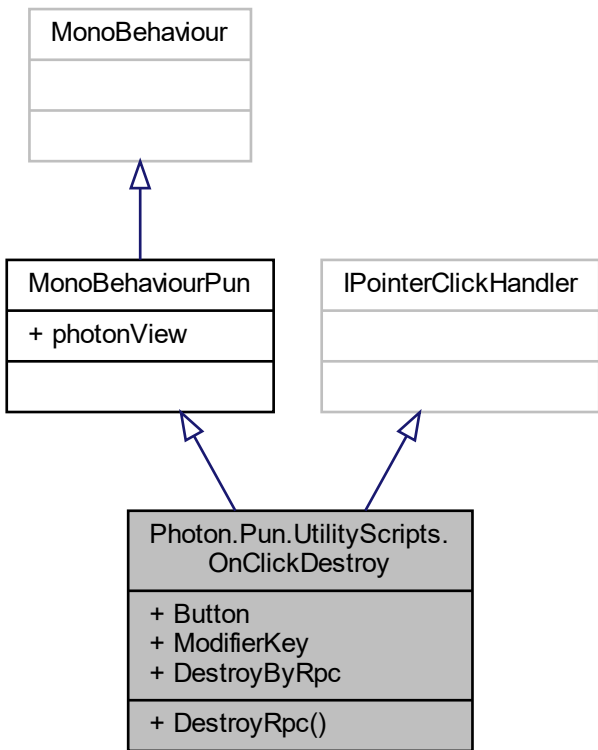 MonoBehaviour
MonoBehaviourPun
+ photonView
IPointerClickHandler
Photon.Pun.UtilityScripts.
OnClickDestroy
+ Button
+ ModifierKey
+ DestroyByRpc
+ DestroyRpc()